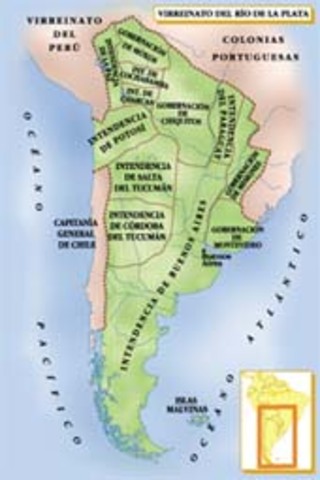 VIRREINATO DEL RÍO DE LA PLATA
VIRREINATO
DEL
PERÚ
COLONIAS
PORTUGUESAS
GOBERNACIÓN
DE MOXOS
INTENDENCIA
DE LA PAZ
INT. DE
COCHABAMBA
INT. DE
CHARCAS
GOBERNACIÓN
DE
CHIQUITOS
INTENDENCIA
DEL PARAGUAY
INTENDENCIA
DE POTOSÍ
GOBERNACIÓN
DE MISIONES
INTENDENCIA
DE SALTA
DEL TUCUMÁN
INTENDENCIA
DE CÓRDOBA
DEL TUCUMÁN
CAPITANÍA
GENERAL
DE CHILE
GOBERNACIÓN
DE
MONTEVIDEO
Buenos
Aires
INTENDENCIA DE BUENOS AIRES
OCÉANO
PACÍFICO
OCÉANO ATLÁNTICO
ISLAS
MALVINAS